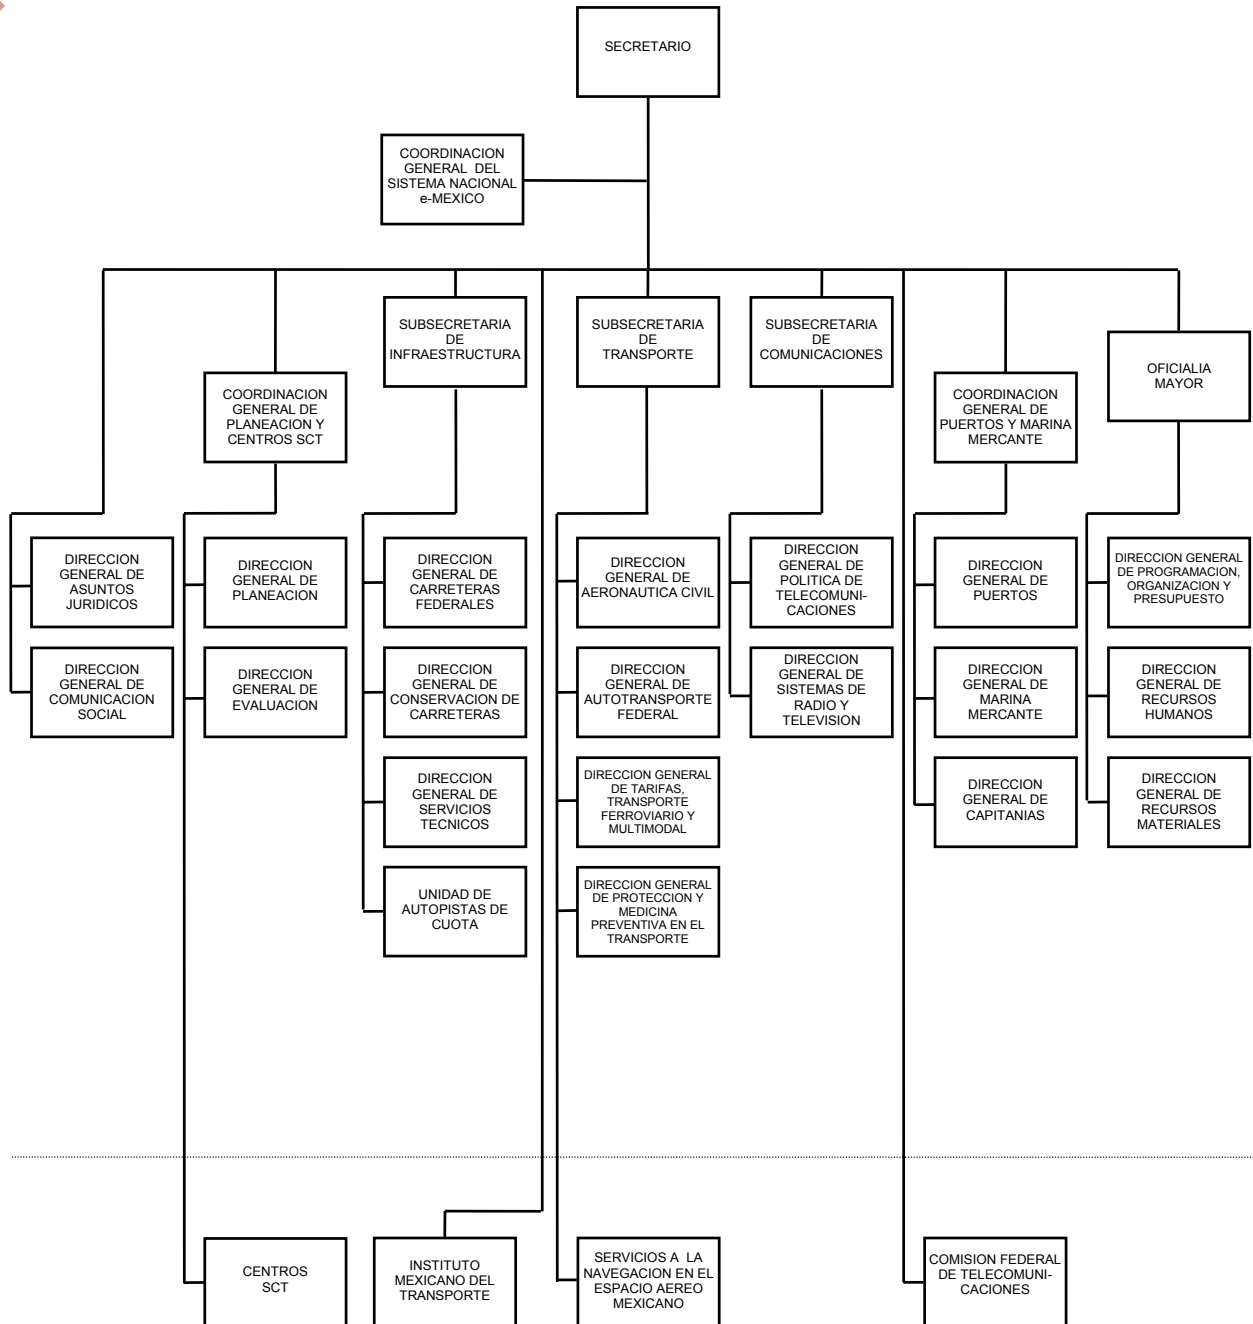 SECRETARIO
COORDINACION
GENERAL DEL
SISTEMA NACIONAL
e-MEXICO
SUBSECRETARIA
DE
INFRAESTRUCTURA
SUBSECRETARIA
DE
TRANSPORTE
SUBSECRETARIA
DE
COMUNICACIONES
OFICIALIA
MAYOR
COORDINACION
GENERAL DE
PLANEACION Y
CENTROS SCT
COORDINACION
GENERAL DE
PUERTOS Y MARINA
MERCANTE
DIRECCION
GENERAL DE
ASUNTOS
JURIDICOS
DIRECCION
GENERAL DE
PLANEACION
DIRECCION
GENERAL DE
CARRETERAS
FEDERALES
DIRECCION
GENERAL DE
AERONAUTICA CIVIL
DIRECCION
GENERAL DE
POLITICA DE
TELECOMUNI-
CACIONES
DIRECCION
GENERAL DE
PUERTOS
DIRECCION GENERAL
DE PROGRAMACION,
ORGANIZACION Y
PRESUPUESTO
DIRECCION
GENERAL DE
COMUNICACION
SOCIAL
DIRECCION
GENERAL DE
EVALUACION
DIRECCION
GENERAL DE
CONSERVACION DE
CARRETERAS
DIRECCION
GENERAL DE
AUTOTRANSPORTE
FEDERAL
DIRECCION
GENERAL DE
SISTEMAS DE
RADIO Y
TELEVISION
DIRECCION
GENERAL DE
MARINA
MERCANTE
DIRECCION
GENERAL DE
RECURSOS
HUMANOS
DIRECCION
GENERAL DE
SERVICIOS
TECNICOS
DIRECCION GENERAL
DE TARIFAS,
TRANSPORTE
FERROVIARIO Y
MULTIMODAL
DIRECCION
GENERAL DE
CAPITANIAS
DIRECCION
GENERAL DE
RECURSOS
MATERIALES
UNIDAD DE
AUTOPISTAS DE
CUOTA
DIRECCION GENERAL
DE PROTECCION Y
MEDICINA
PREVENTIVA EN EL
TRANSPORTE
CENTROS
SCT
INSTITUTO
MEXICANO DEL
TRANSPORTE
SERVICIOS A LA
NAVEGACION EN EL
ESPACIO AEREO
MEXICANO
COMISION FEDERAL
DE TELECOMUNI-
CACIONES